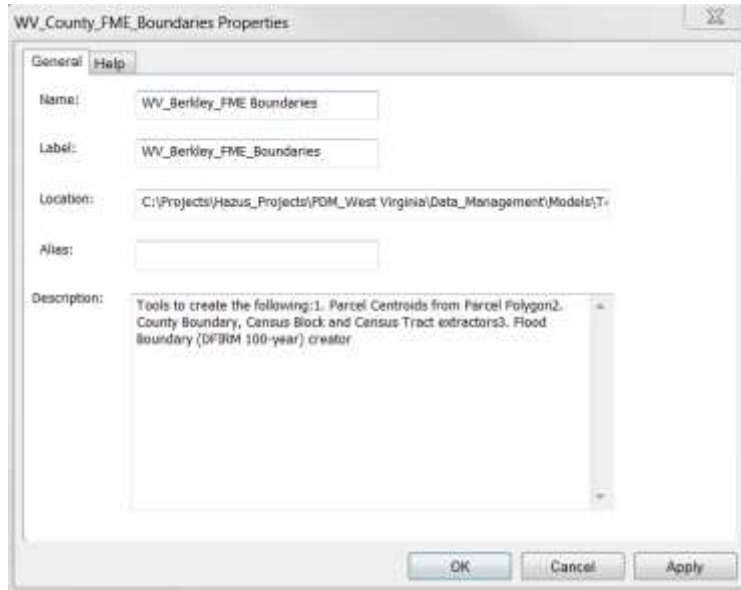 WV_County_FME_Boundaries Properties
General Help
Name: WV_Berkley_FME Boundaries
Label: WV_Berkley_FME_Boundaries
Location: C:\Projects\Hazus_Projects\PDM_West Virginia\Data_Management\Models\T-
Alias:
Description: Tools to create the following:1. Parcel Centroids from Parcel Polygon2.
County Boundary, Census Block and Census Tract extractors3. Flood
Boundary (DFIRM 100-year) creator
OK Cancel Apply